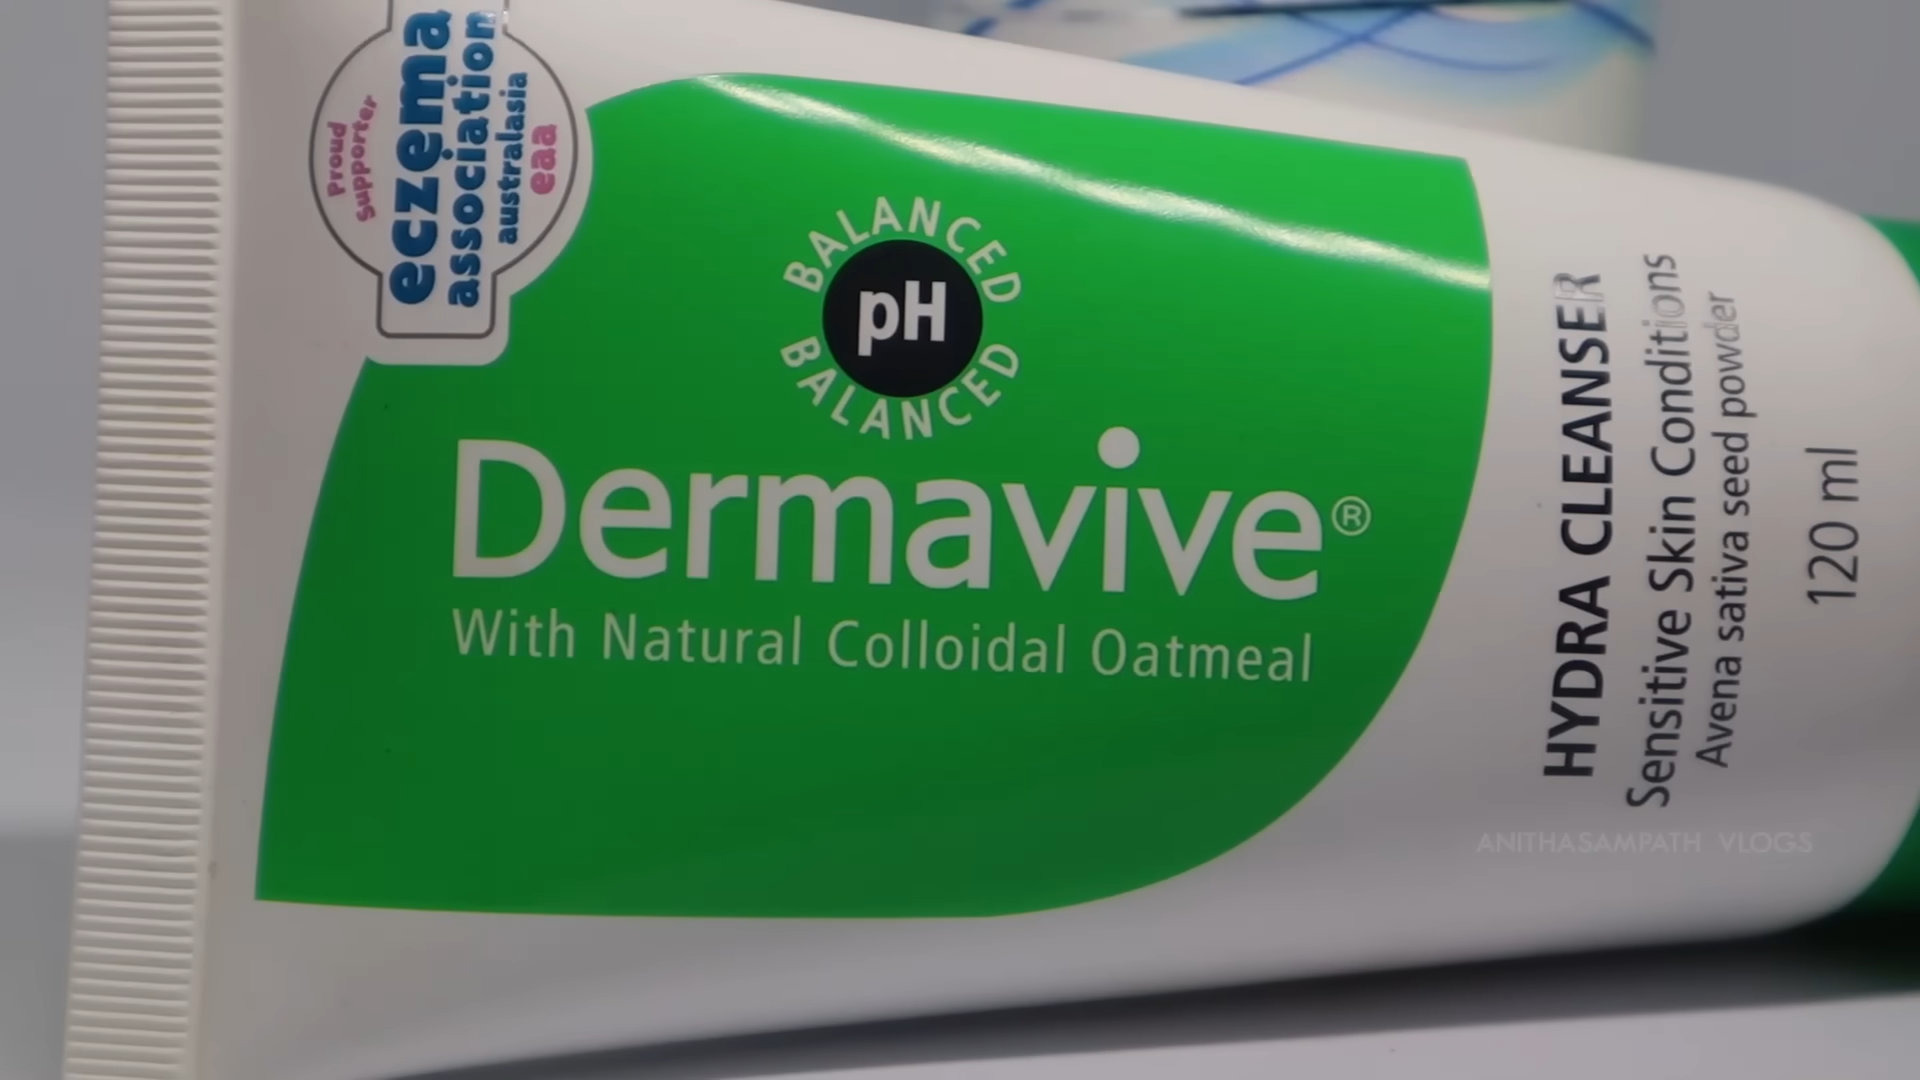 Proud
supporter
eczema
association
australasia
eaa
BALANCED
pH
BALANCED
Dermavive®
With Natural Colloidal Oatmeal
HYDRA CLEANSER
Sensitive Skin Conditions
Avena sativa seed powder
120 ml
ANITHASAMPATH VLOGS